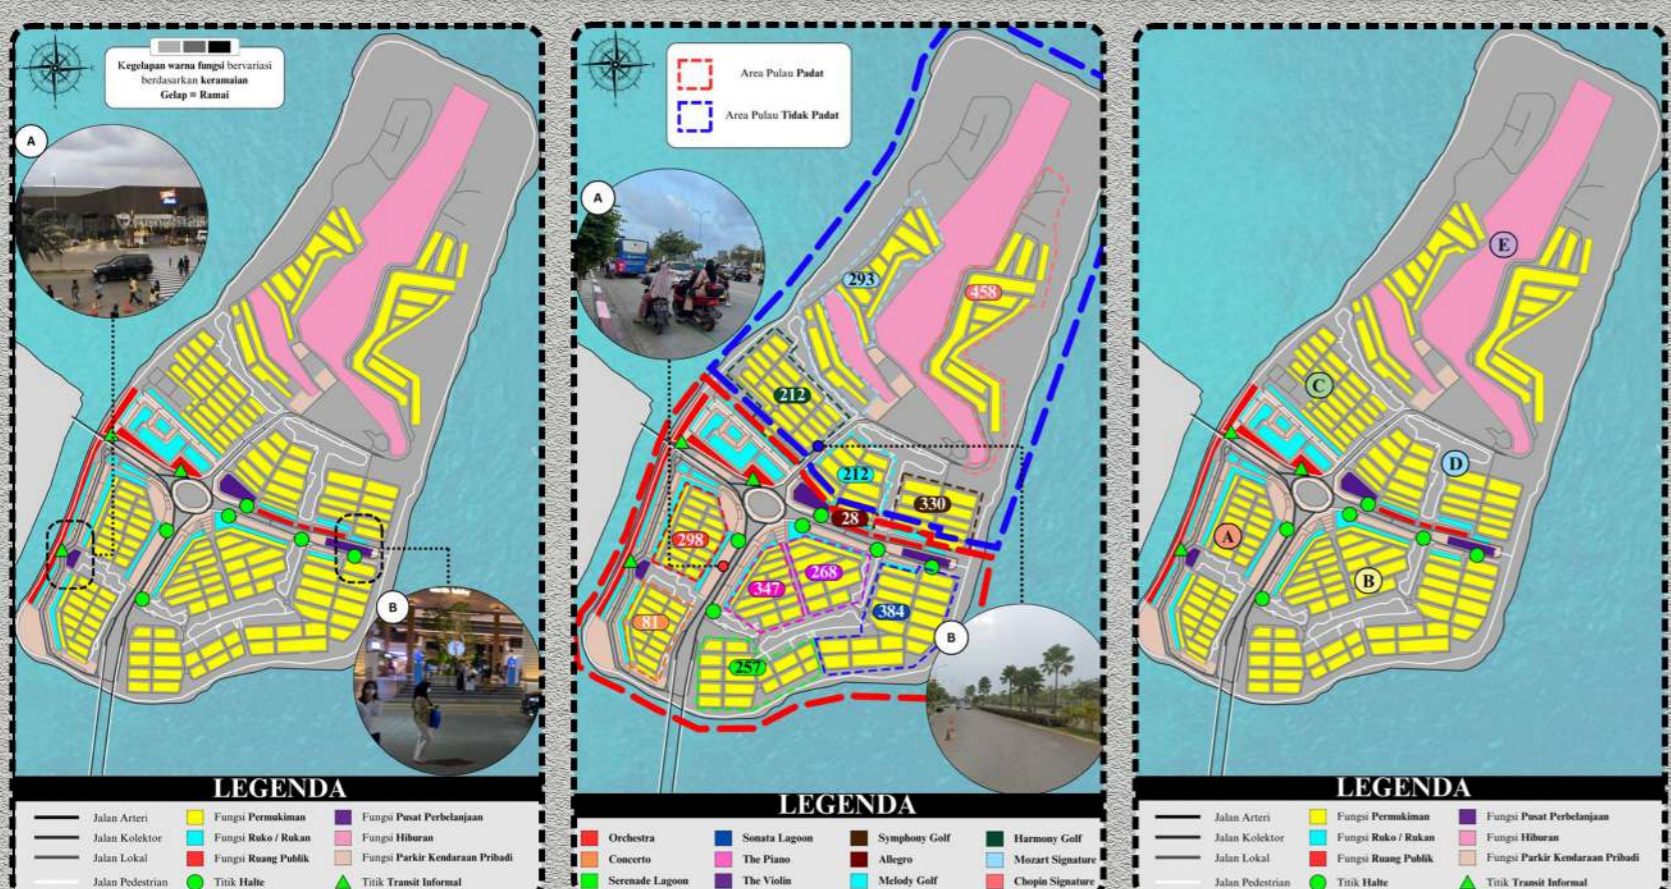 Kegelapan warna fungsi bervariasi
berdasarkan keramaian
Gelap = Ramai
A
B
LEGENDA
Jalan Arteri
Jalan Kolektor
Jalan Lokal
Jalan Pedestrian
Fungsi Permukiman
Fungsi Ruko / Rukan
Fungsi Ruang Publik
Titik Halte
Fungsi Pusat Perbelanjaan
Fungsi Hiburan
Fungsi Parkir Kendaraan Pribadi
Titik Transit Informal
Area Pulau Padat
Area Pulau Tidak Padat
A
293
458
212
212
330
28
298
347
268
384
81
257
B
LEGENDA
Orchestra
Concerto
Serenade Lagoon
Sonata Lagoon
The Piano
The Violin
Symphony Golf
Allegro
Melody Golf
Harmony Golf
Mozart Signature
Chopin Signature
E
C
D
A
B
LEGENDA
Jalan Arteri
Jalan Kolektor
Jalan Lokal
Jalan Pedestrian
Fungsi Permukiman
Fungsi Ruko / Rukan
Fungsi Ruang Publik
Titik Halte
Fungsi Pusat Perbelanjaan
Fungsi Hiburan
Fungsi Parkir Kendaraan Pribadi
Titik Transit Informal